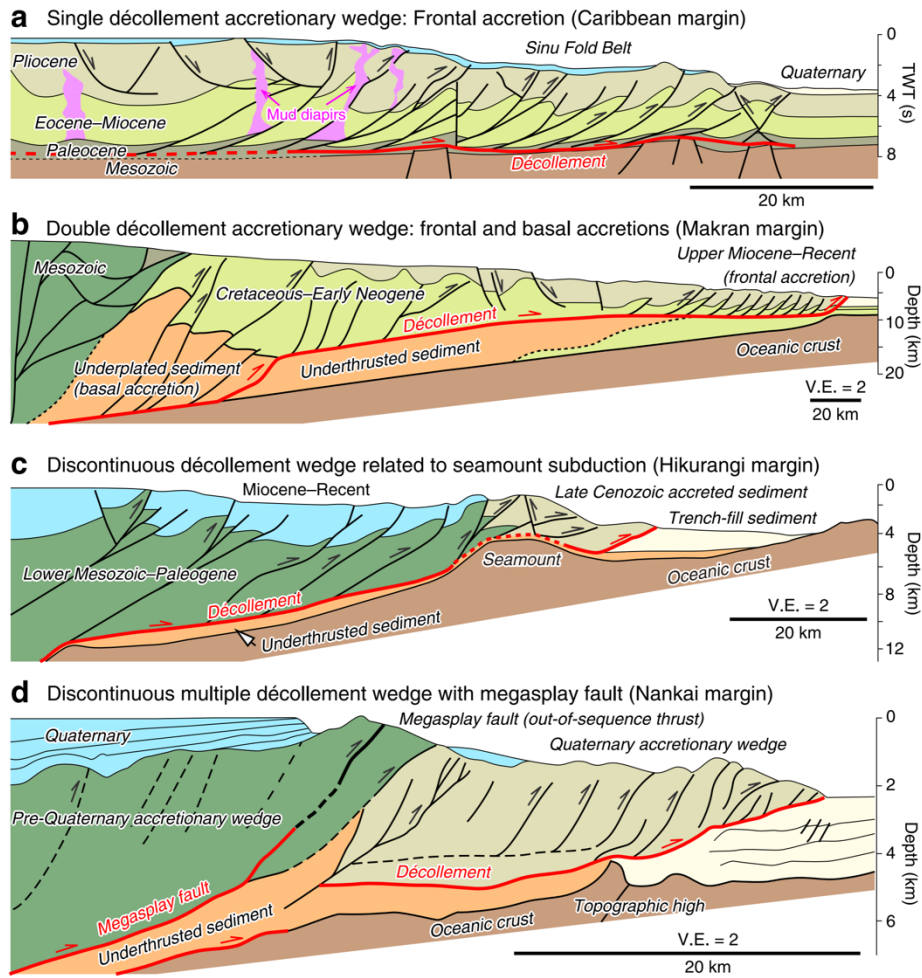 a Single décollement accretionary wedge: Frontal accretion (Caribbean margin)
0
Sinu Fold Belt
Pliocene
Quaternary
TWT (s)
4
Mud diapirs
Eocene–Miocene
Paleocene
8
Décollement
Mesozoic
20 km
b Double décollement accretionary wedge: frontal and basal accretions (Makran margin)
Upper Miocene–Recent
(frontal accretion)
Mesozoic
0
Cretaceous–Early Neogene
Décollement
10
Depth (km)
Underplated sediment
(basal accretion)
Underthrusted sediment
Oceanic crust
20
V.E. = 2
20 km
c Discontinuous décollement wedge related to seamount subduction (Hikurangi margin)
Miocene–Recent
Late Cenozoic accreted sediment
0
Trench-fill sediment
4
Seamount
Lower Mesozoic–Paleogene
Oceanic crust
Depth (km)
Décollement
8
V.E. = 2
Underthrusted sediment
20 km
12
d Discontinuous multiple décollement wedge with megasplay fault (Nankai margin)
Megasplay fault (out-of-sequence thrust)
0
Quaternary
Quaternary accretionary wedge
2
Pre-Quaternary accretionary wedge
Depth (km)
4
Décollement
Megasplay fault
Topographic high
Underthrusted sediment
Oceanic crust
6
V.E. = 2
20 km